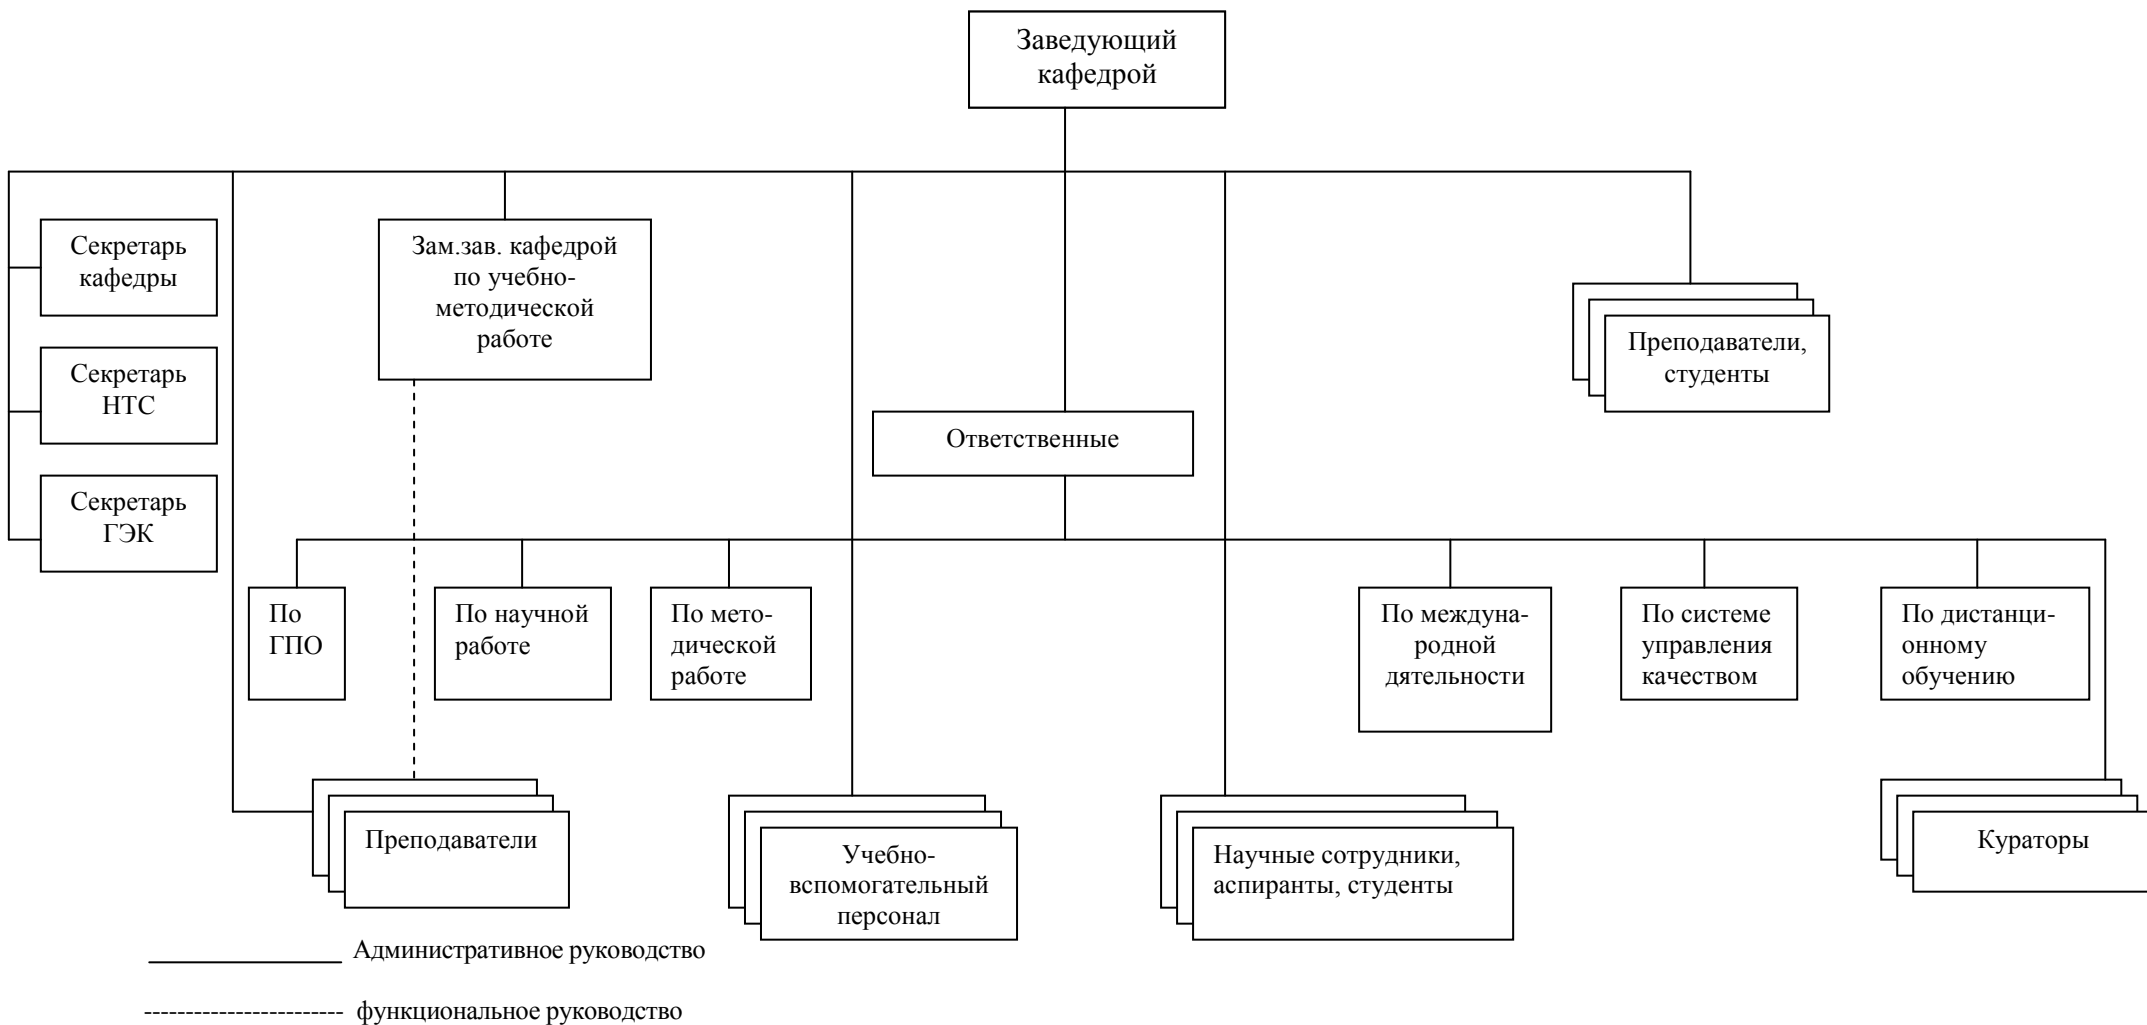 Заведующий
кафедрой
Секретарь
кафедры
Зам.зав. кафедрой
по учебно-
методической
работе
Преподаватели,
студенты
Секретарь
НТС
Ответственные
Секретарь
ГЭК
По
ГПО
По научной
работе
По мето-
дической
работе
По междуна-
родной
дятельности
По системе
управления
качеством
По дистанци-
онному
обучению
Преподаватели
Учебно-
вспомогательный
персонал
Научные сотрудники,
аспиранты, студенты
Кураторы
Административное руководство
функциональное руководство